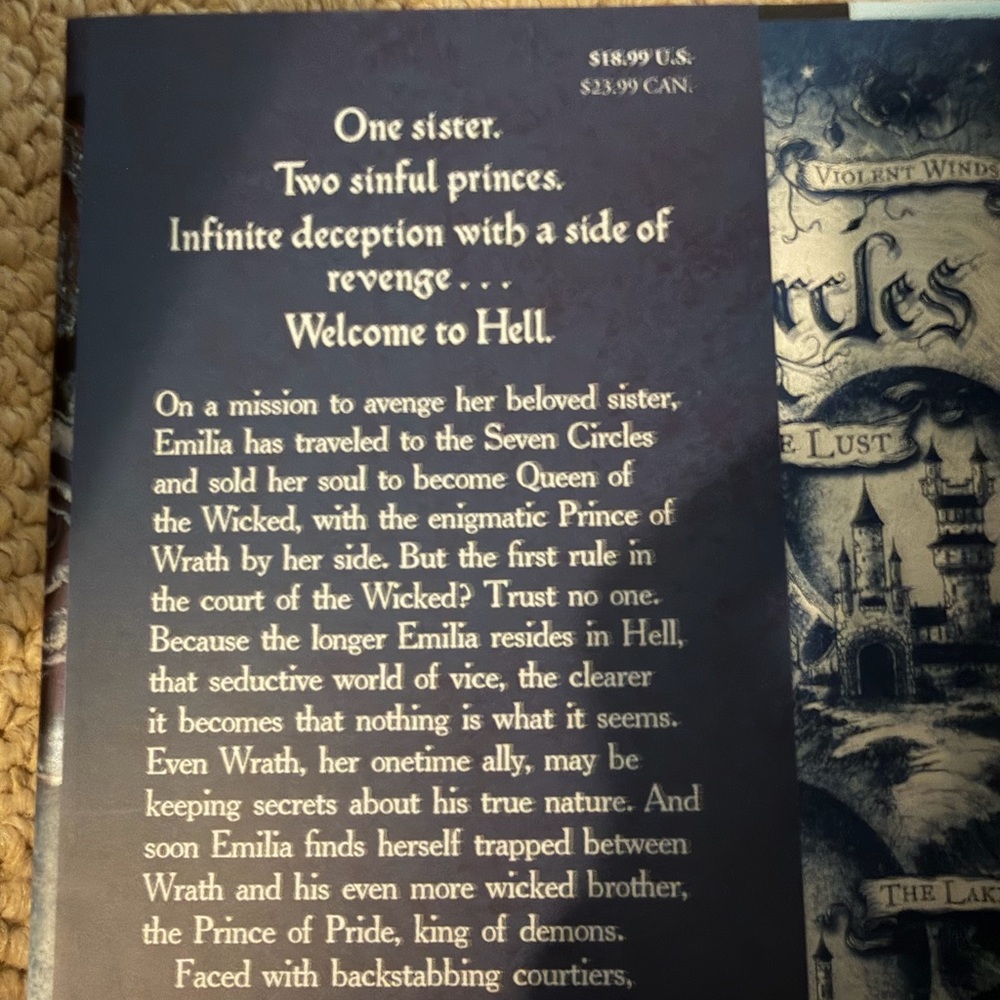 $18.99 U.S.
$23.99 CAN.
One sister.
Two sinful princes.
Infinite deception with a side of
revenge . . .
Welcome to Hell.
On a mission to avenge her beloved sister,
Emilia has traveled to the Seven Circles
and sold her soul to become Queen of
the Wicked, with the enigmatic Prince of
Wrath by her side. But the first rule in
the court of the Wicked? Trust no one.
Because the longer Emilia resides in Hell,
that seductive world of vice, the clearer
it becomes that nothing is what it seems.
Even Wrath, her onetime ally, may be
keeping secrets about his true nature. And
soon Emilia finds herself trapped between
Wrath and his even more wicked brother,
the Prince of Pride, king of demons.
Faced with backstabbing courtiers,
VIOLENT WINDS
rcles
E LUST
THE LAK